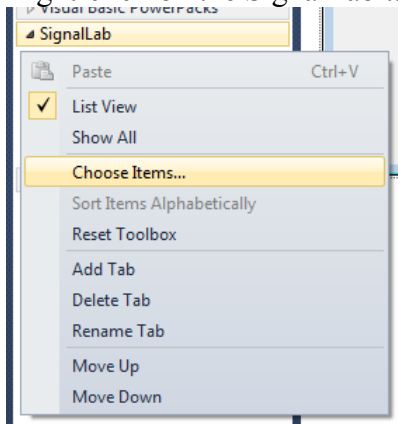 Visual Basic PowerPacks
SignalLab
Paste Ctrl+V
List View
Show All
Choose Items...
Sort Items Alphabetically
Reset Toolbox
Add Tab
Delete Tab
Rename Tab
Move Up
Move Down